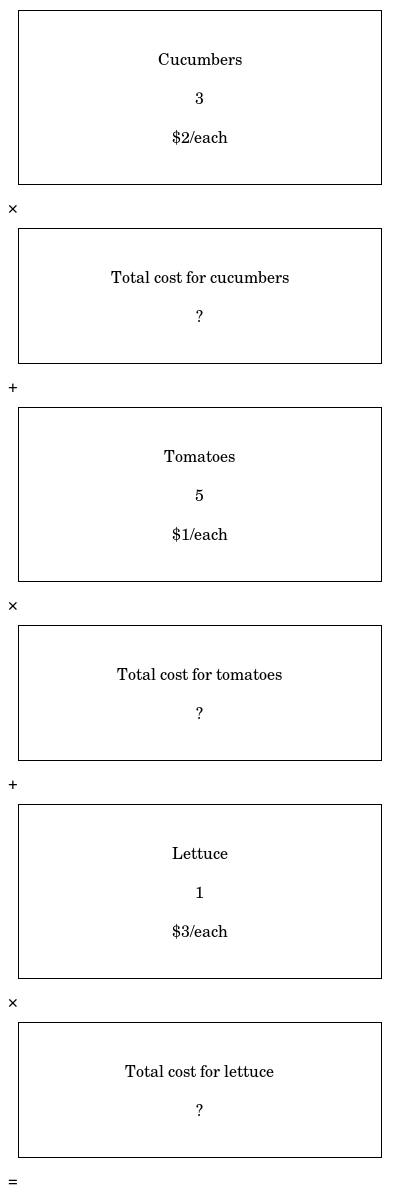 Cucumbers
3
$2/each
×
Total cost for cucumbers
?
+
Tomatoes
5
$1/each
×
Total cost for tomatoes
?
+
Lettuce
1
$3/each
×
Total cost for lettuce
?
=